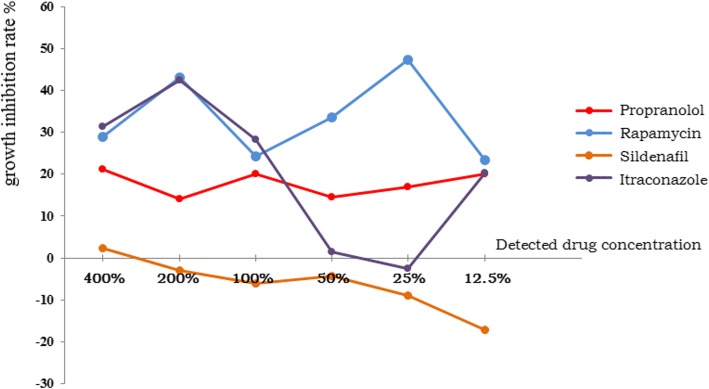 growth inhibition rate %
60
50
40
30
20
10
0
-10
-20
-30
400%
200%
100%
50%
25%
12.5%
Detected drug concentration
Propranolol
Rapamycin
Sildenafil
Itraconazole